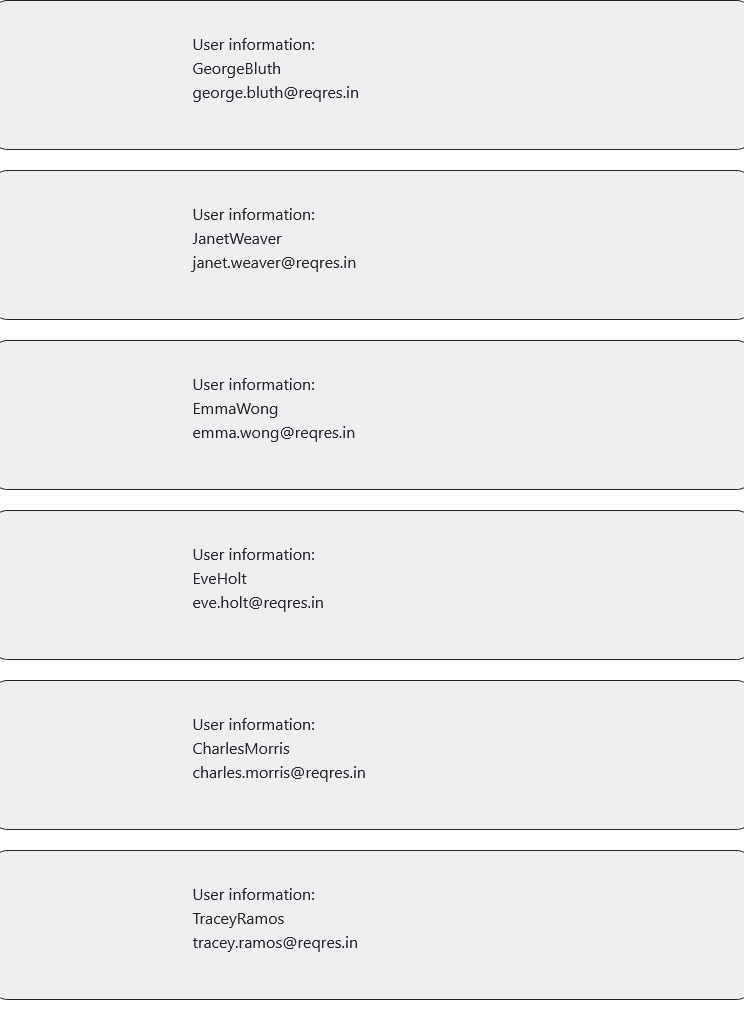 User information:
GeorgeBluth
george.bluth@reqres.in
User information:
JanetWeaver
janet.weaver@reqres.in
User information:
EmmaWong
emma.wong@reqres.in
User information:
EveHolt
eve.holt@reqres.in
User information:
CharlesMorris
charles.morris@reqres.in
User information:
TraceyRamos
tracey.ramos@reqres.in